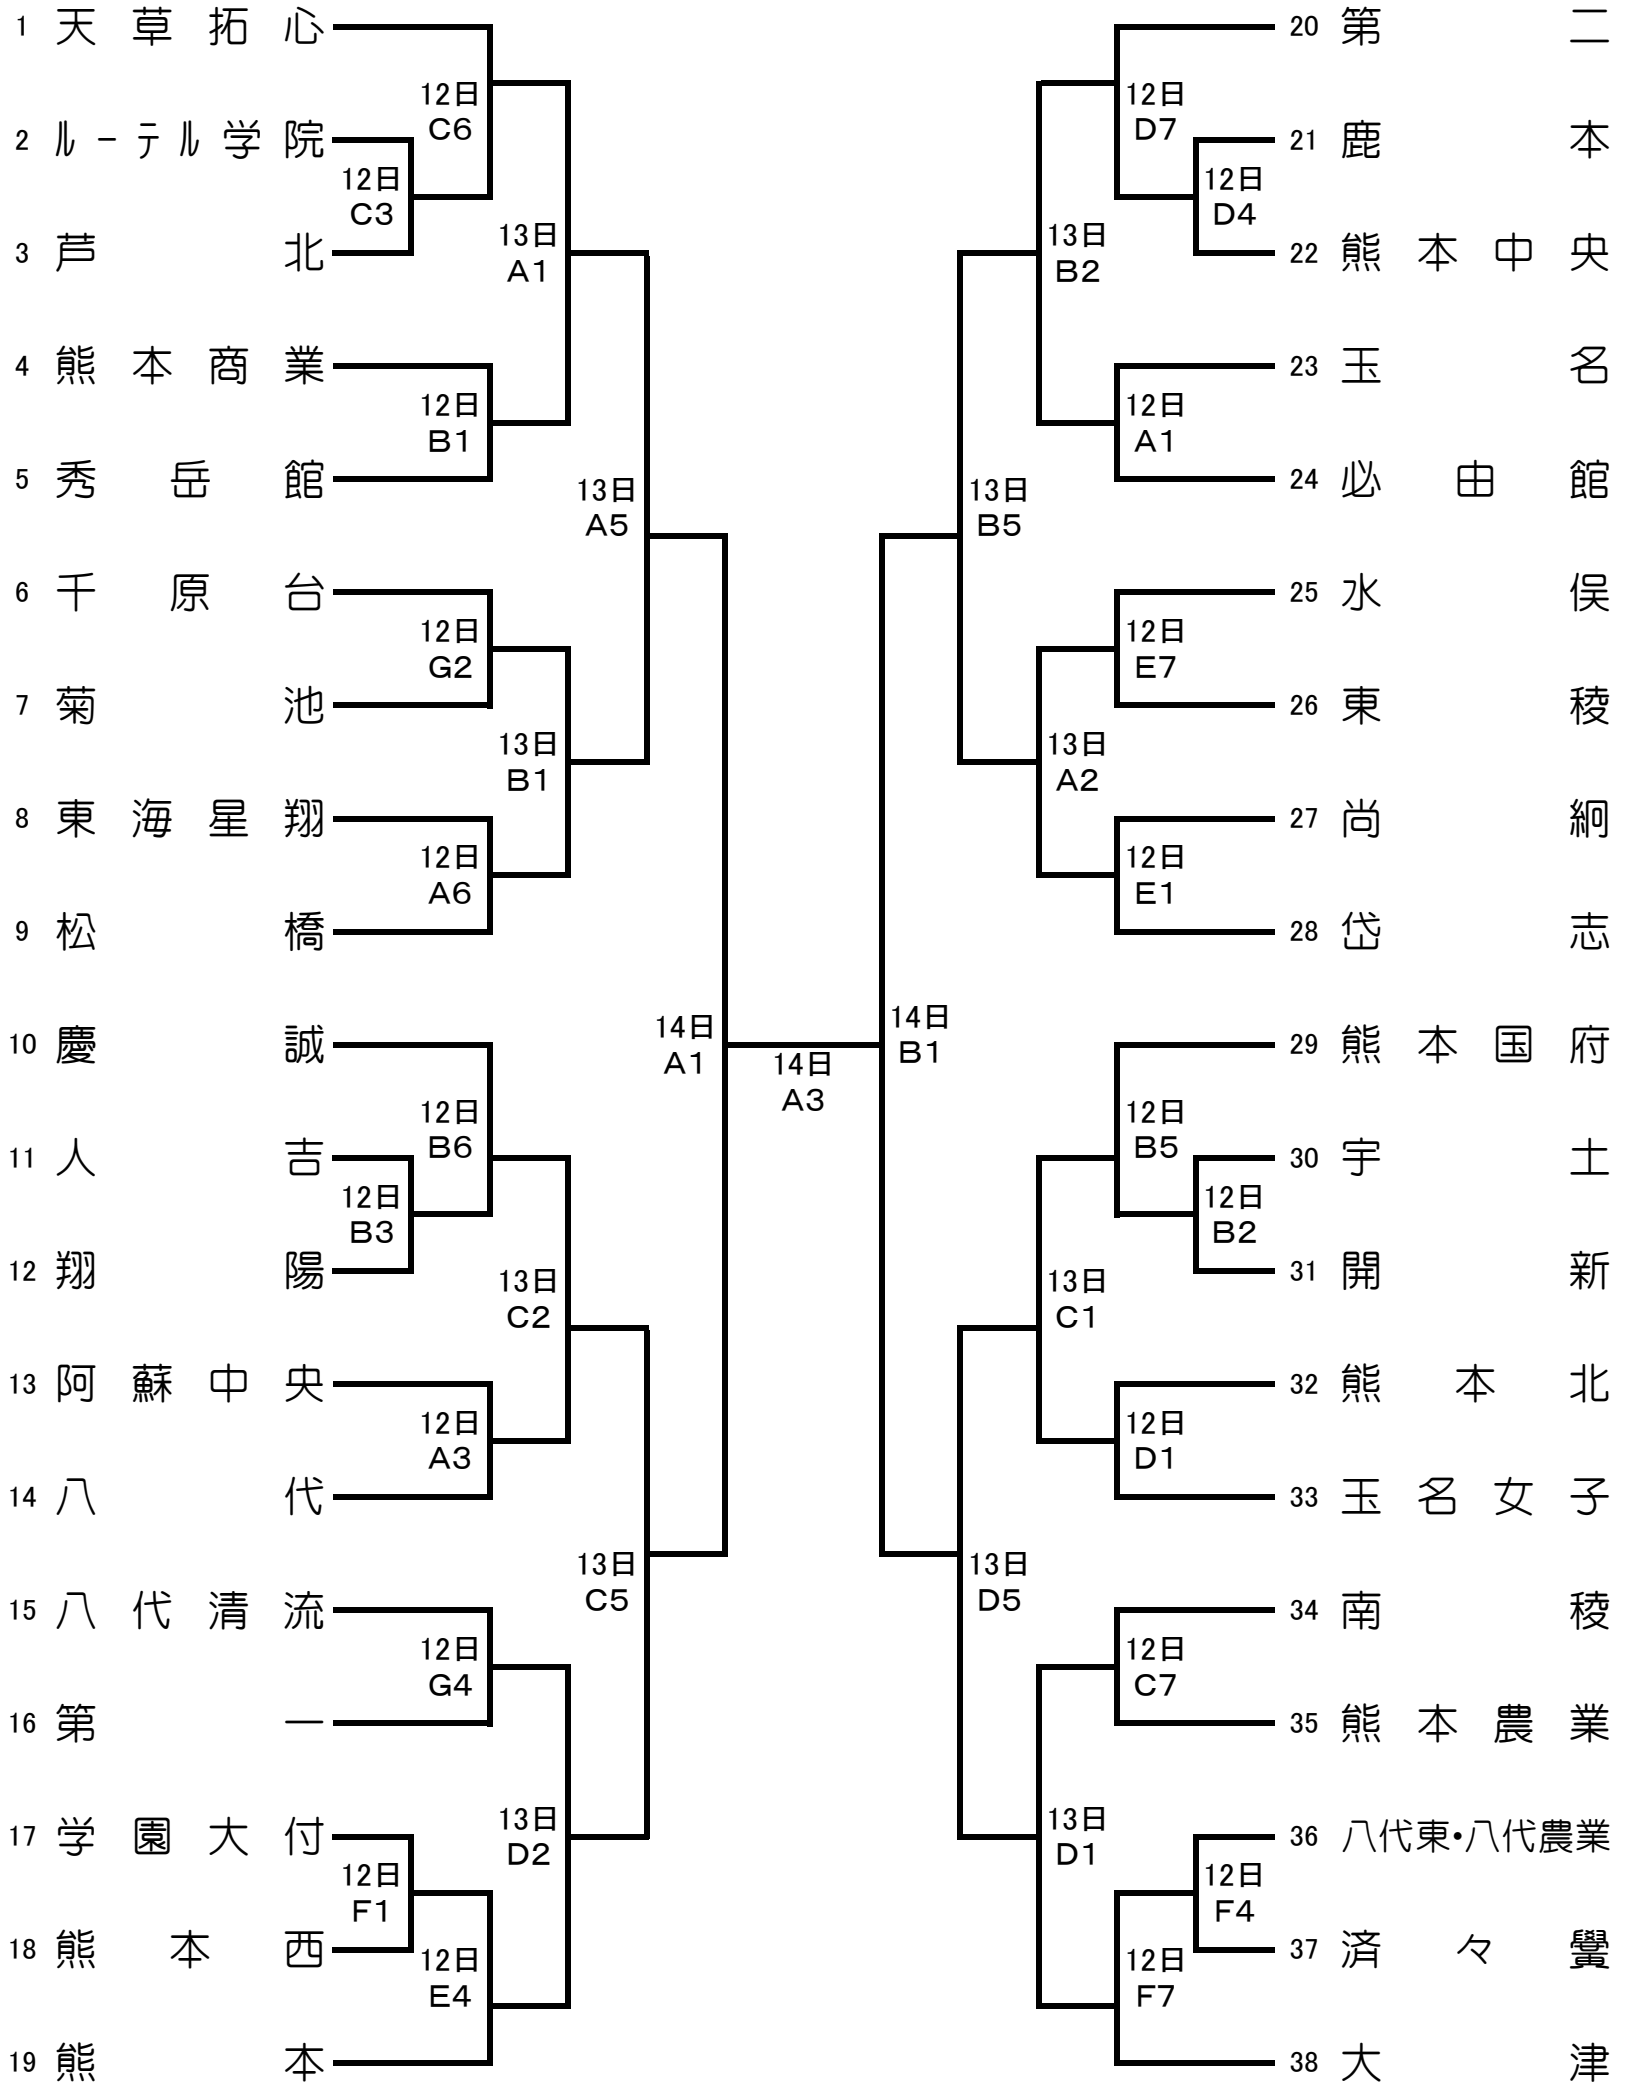 1 天草拓心
12日
C6
2 ルーテル学院
12日
C3
3 芦北
13日
A1
4 熊本商業
12日
B1
5 秀岳館
13日
A5
6 千原台
12日
G2
7 菊池
13日
B1
8 東海星翔
12日
A6
9 松橋
10 慶誠
14日
A1
12日
B6
11 人吉
12日
B3
12 翔陽
13日
C2
13 阿蘇中央
12日
A3
14 八代
13日
C5
15 八代清流
12日
G4
16 第一
17 学園大付
13日
D2
12日
F1
18 熊本西
12日
E4
19 熊本
14日
A3
20 第二
12日
D7
21 鹿本
12日
D4
22 熊本中央
13日
B2
23 玉名
12日
A1
24 必由館
13日
B5
25 水俣
12日
E7
26 東稜
13日
A2
27 尚絅
12日
E1
28 岱志
14日
B1
29 熊本国府
12日
B5
30 宇土
12日
B2
31 開新
13日
C1
32 熊本北
12日
D1
33 玉名女子
13日
D5
34 南稜
12日
C7
35 熊本農業
13日
D1
36 八代東・八代農業
12日
F4
37 済々黌
12日
F7
38 大津